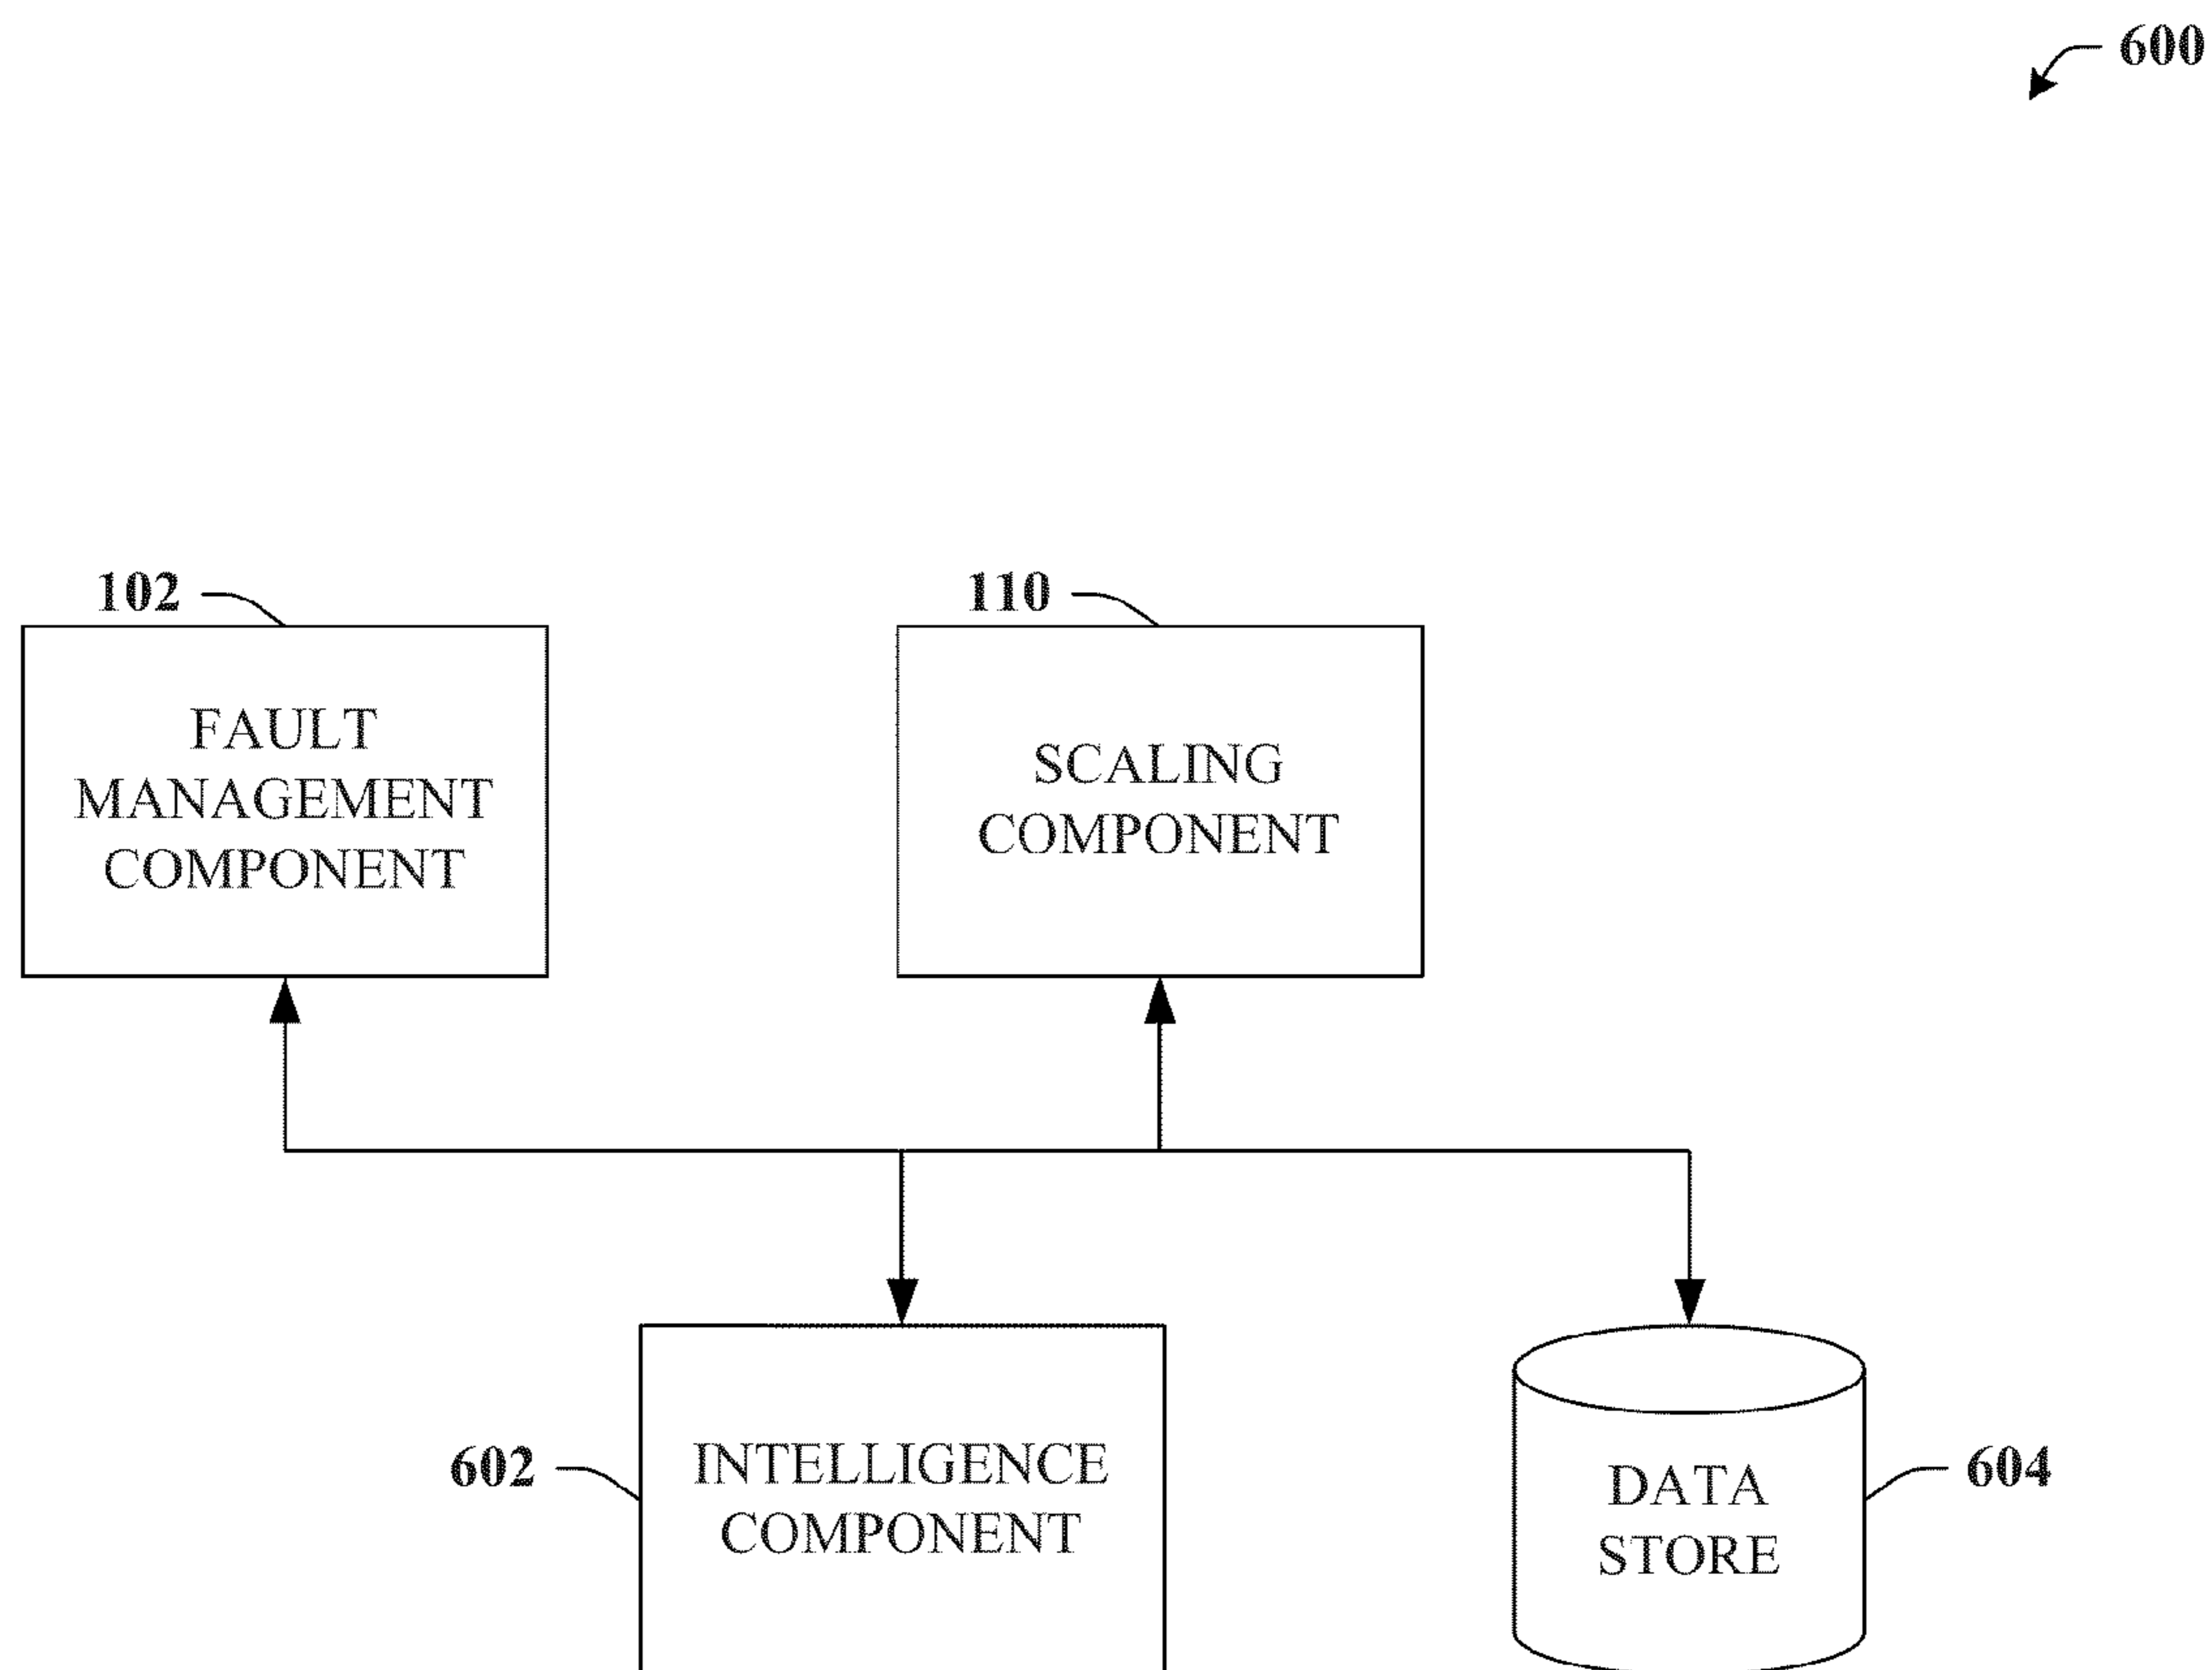 600
102
FAULT
MANAGEMENT
COMPONENT
110
SCALING
COMPONENT
602
INTELLIGENCE
COMPONENT
DATA
STORE
604